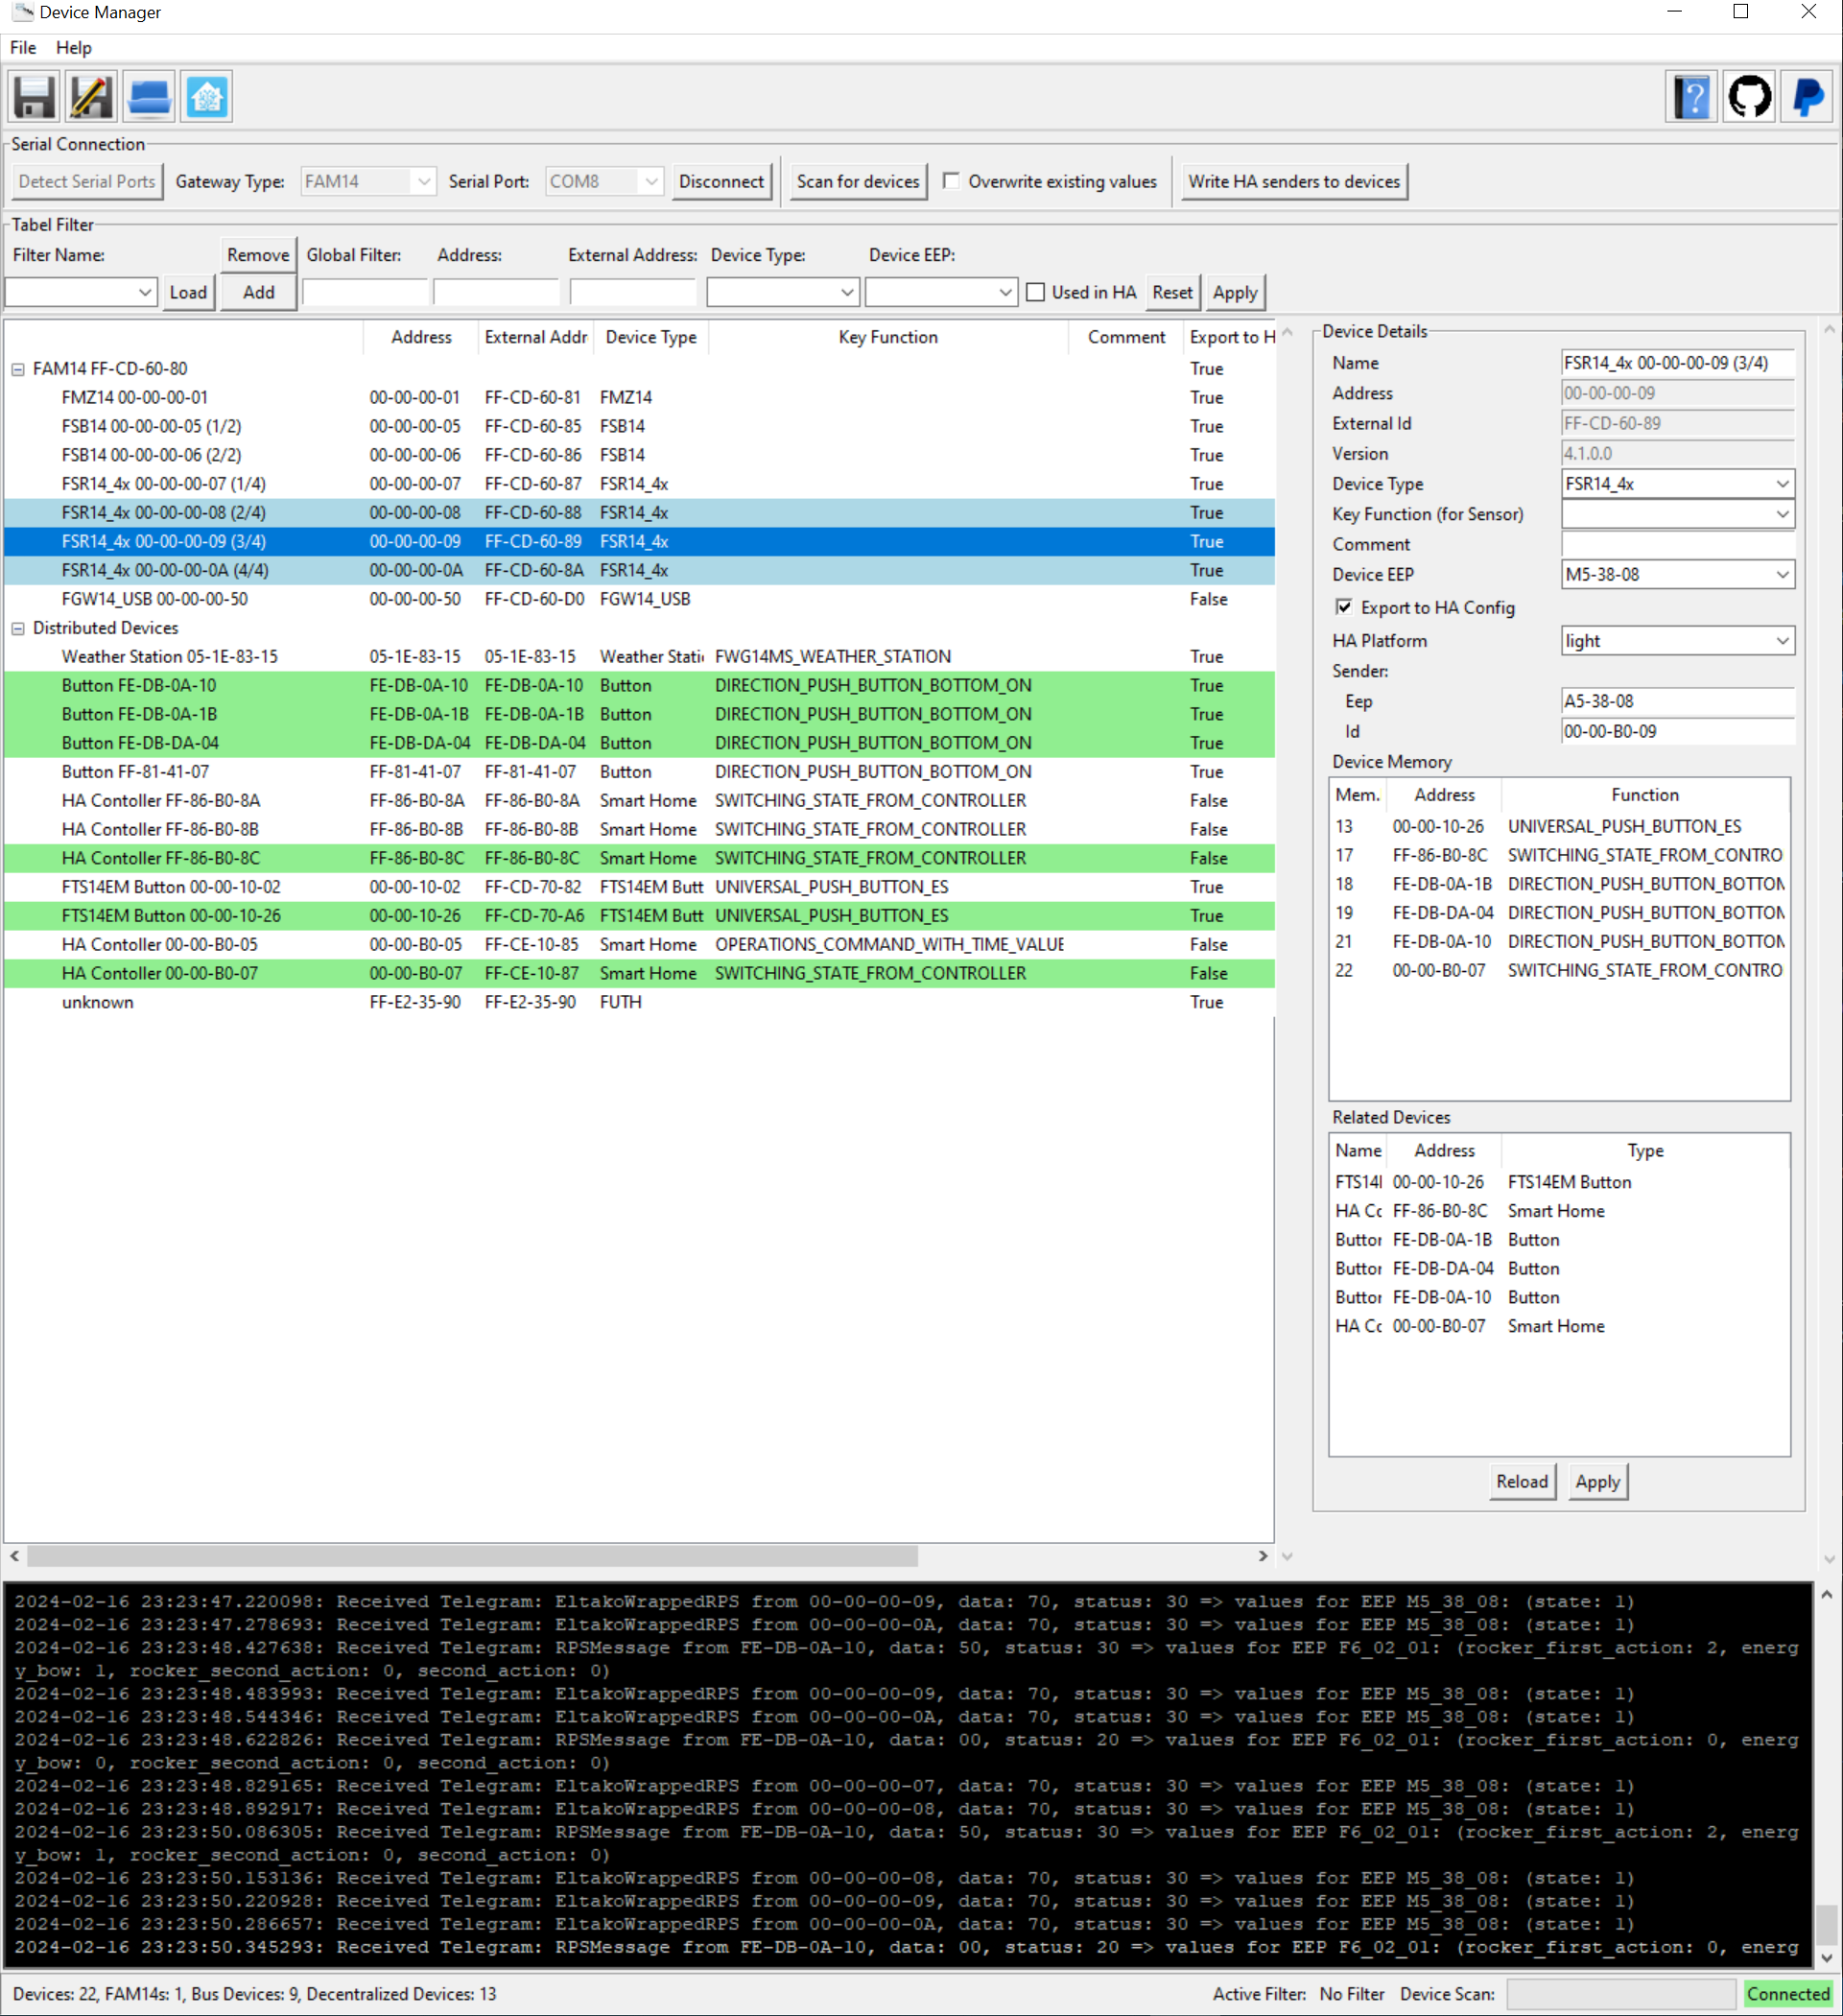 Device Manager
File Help
Serial Connection
Detect Serial Ports Gateway Type: FAM14 Serial Port: COM8 Disconnect Scan for devices Overwrite existing values Write HA senders to devices
Tabel Filter
Filter Name: Remove Global Filter: Address: External Address: Device Type: Device EEP:
Load Add Used in HA Reset Apply
Address External Addr Device Type Key Function Comment Export to H
FAM14 FF-CD-60-80 True
FMZ14 00-00-00-01 00-00-00-01 FF-CD-60-81 FMZ14 True
FSB14 00-00-00-05 (1/2) 00-00-00-05 FF-CD-60-85 FSB14 True
FSB14 00-00-00-06 (2/2) 00-00-00-06 FF-CD-60-86 FSB14 True
FSR14_4x 00-00-00-07 (1/4) 00-00-00-07 FF-CD-60-87 FSR14_4x True
FSR14_4x 00-00-00-08 (2/4) 00-00-00-08 FF-CD-60-88 FSR14_4x True
FSR14_4x 00-00-00-09 (3/4) 00-00-00-09 FF-CD-60-89 FSR14_4x True
FSR14_4x 00-00-00-0A (4/4) 00-00-00-0A FF-CD-60-8A FSR14_4x True
FGW14_USB 00-00-00-50 00-00-00-50 FF-CD-60-D0 FGW14_USB False
Distributed Devices
Weather Station 05-1E-83-15 05-1E-83-15 05-1E-83-15 Weather Stati FWG14MS_WEATHER_STATION True
Button FE-DB-0A-10 FE-DB-0A-10 FE-DB-0A-10 Button DIRECTION_PUSH_BUTTON_BOTTOM_ON True
Button FE-DB-0A-1B FE-DB-0A-1B FE-DB-0A-1B Button DIRECTION_PUSH_BUTTON_BOTTOM_ON True
Button FE-DB-DA-04 FE-DB-DA-04 FE-DB-DA-04 Button DIRECTION_PUSH_BUTTON_BOTTOM_ON True
Button FF-81-41-07 FF-81-41-07 FF-81-41-07 Button DIRECTION_PUSH_BUTTON_BOTTOM_ON True
HA Contoller FF-86-B0-8A FF-86-B0-8A FF-86-B0-8A Smart Home SWITCHING_STATE_FROM_CONTROLLER False
HA Contoller FF-86-B0-8B FF-86-B0-8B FF-86-B0-8B Smart Home SWITCHING_STATE_FROM_CONTROLLER False
HA Contoller FF-86-B0-8C FF-86-B0-8C FF-86-B0-8C Smart Home SWITCHING_STATE_FROM_CONTROLLER False
FTS14EM Button 00-00-10-02 00-00-10-02 FF-CD-70-82 FTS14EM Butt UNIVERSAL_PUSH_BUTTON_ES True
FTS14EM Button 00-00-10-26 00-00-10-26 FF-CD-70-A6 FTS14EM Butt UNIVERSAL_PUSH_BUTTON_ES True
HA Contoller 00-00-B0-05 00-00-B0-05 FF-CE-10-85 Smart Home OPERATIONS_COMMAND_WITH_TIME_VALUE False
HA Contoller 00-00-B0-07 00-00-B0-07 FF-CE-10-87 Smart Home SWITCHING_STATE_FROM_CONTROLLER False
unknown FF-E2-35-90 FF-E2-35-90 FUTH True
Device Details
Name FSR14_4x 00-00-00-09 (3/4)
Address 00-00-00-09
External Id FF-CD-60-89
Version 4.1.0.0
Device Type FSR14_4x
Key Function (for Sensor)
Comment
Device EEP M5-38-08
Export to HA Config
HA Platform light
Sender:
Eep A5-38-08
Id 00-00-B0-09
Device Memory
Mem. Address Function
13 00-00-10-26 UNIVERSAL_PUSH_BUTTON_ES
17 FF-86-B0-8C SWITCHING_STATE_FROM_CONTRO
18 FE-DB-0A-1B DIRECTION_PUSH_BUTTON_BOTTON
19 FE-DB-DA-04 DIRECTION_PUSH_BUTTON_BOTTON
21 FE-DB-0A-10 DIRECTION_PUSH_BUTTON_BOTTON
22 00-00-B0-07 SWITCHING_STATE_FROM_CONTRO
Related Devices
Name Address Type
FTS14I 00-00-10-26 FTS14EM Button
HA Cc FF-86-B0-8C Smart Home
Buttor FE-DB-0A-1B Button
Buttor FE-DB-DA-04 Button
Buttor FE-DB-0A-10 Button
HA Cc 00-00-B0-07 Smart Home
Reload Apply
2024-02-16 23:23:47.220098: Received Telegram: EltakoWrappedRPS from 00-00-00-09, data: 70, status: 30 => values for EEP M5_38_08: (state: 1)
2024-02-16 23:23:47.278693: Received Telegram: EltakoWrappedRPS from 00-00-00-0A, data: 70, status: 30 => values for EEP M5_38_08: (state: 1)
2024-02-16 23:23:48.427638: Received Telegram: RPSMessage from FE-DB-0A-10, data: 50, status: 30 => values for EEP F6_02_01: (rocker_first_action: 2, energ
y_bow: 1, rocker_second_action: 0, second_action: 0)
2024-02-16 23:23:48.483993: Received Telegram: EltakoWrappedRPS from 00-00-00-09, data: 70, status: 30 => values for EEP M5_38_08: (state: 1)
2024-02-16 23:23:48.544346: Received Telegram: EltakoWrappedRPS from 00-00-00-0A, data: 70, status: 30 => values for EEP M5_38_08: (state: 1)
2024-02-16 23:23:48.622826: Received Telegram: RPSMessage from FE-DB-0A-10, data: 00, status: 20 => values for EEP F6_02_01: (rocker_first_action: 0, energ
y_bow: 0, rocker_second_action: 0, second_action: 0)
2024-02-16 23:23:48.829165: Received Telegram: EltakoWrappedRPS from 00-00-00-07, data: 70, status: 30 => values for EEP M5_38_08: (state: 1)
2024-02-16 23:23:48.892917: Received Telegram: EltakoWrappedRPS from 00-00-00-08, data: 70, status: 30 => values for EEP M5_38_08: (state: 1)
2024-02-16 23:23:50.086305: Received Telegram: RPSMessage from FE-DB-0A-10, data: 50, status: 30 => values for EEP F6_02_01: (rocker_first_action: 2, energ
y_bow: 1, rocker_second_action: 0, second_action: 0)
2024-02-16 23:23:50.153136: Received Telegram: EltakoWrappedRPS from 00-00-00-08, data: 70, status: 30 => values for EEP M5_38_08: (state: 1)
2024-02-16 23:23:50.220928: Received Telegram: EltakoWrappedRPS from 00-00-00-09, data: 70, status: 30 => values for EEP M5_38_08: (state: 1)
2024-02-16 23:23:50.286657: Received Telegram: EltakoWrappedRPS from 00-00-00-0A, data: 70, status: 30 => values for EEP M5_38_08: (state: 1)
2024-02-16 23:23:50.345293: Received Telegram: RPSMessage from FE-DB-0A-10, data: 00, status: 20 => values for EEP F6_02_01: (rocker_first_action: 0, energ
Devices: 22, FAM14s: 1, Bus Devices: 9, Decentralized Devices: 13 Active Filter: No Filter Device Scan: Connected